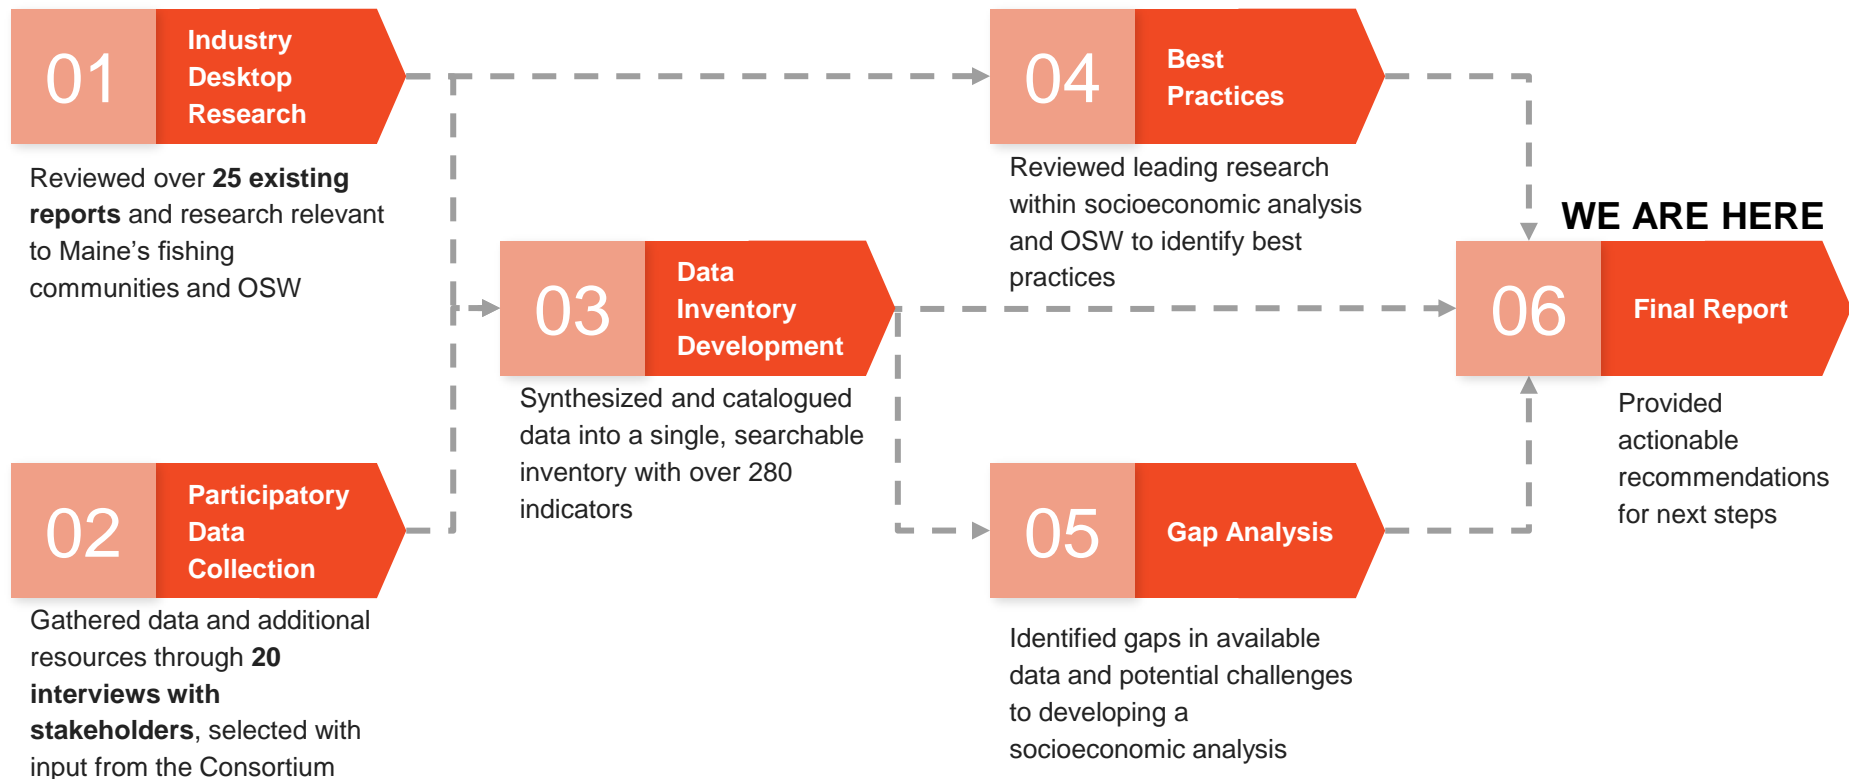 01
Industry
Desktop
Research
Reviewed over 25 existing
reports and research relevant
to Maine’s fishing
communities and OSW
02
Participatory
Data
Collection
Gathered data and additional
resources through 20
interviews with
stakeholders, selected with
input from the Consortium
03
Data
Inventory
Development
Synthesized and catalogued
data into a single, searchable
inventory with over 280
indicators
04
Best
Practices
Reviewed leading research
within socioeconomic analysis
and OSW to identify best
practices
05
Gap Analysis
Identified gaps in available
data and potential challenges
to developing a
socioeconomic analysis
WE ARE HERE
06
Final Report
Provided
actionable
recommendations
for next steps